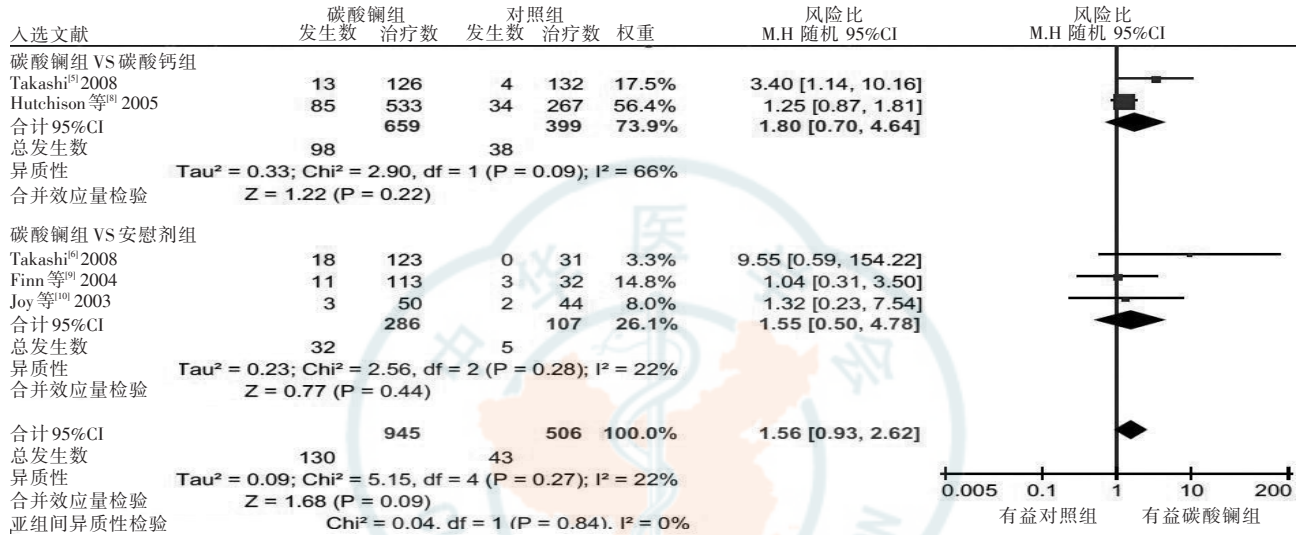 碳酸镧组 对照组 风险比 风险比
入选文献 发生数 治疗数 发生数 治疗数 权重 M.H 随机 95%CI M.H 随机 95%CI
碳酸镧组 VS 碳酸钙组
Takashi[5] 2008 13 126 4 132 17.5% 3.40 [1.14, 10.16]
Hutchison 等[8] 2005 85 533 34 267 56.4% 1.25 [0.87, 1.81]
合计 95%CI 659 399 73.9% 1.80 [0.70, 4.64]
总发生数 98 38
异质性 Tau² = 0.33; Chi² = 2.90, df = 1 (P = 0.09); I² = 66%
合并效应量检验 Z = 1.22 (P = 0.22)
碳酸镧组 VS 安慰剂组
Takashi[6] 2008 18 123 0 31 3.3% 9.55 [0.59, 154.22]
Finn 等[9] 2004 11 113 3 32 14.8% 1.04 [0.31, 3.50]
Joy 等[10] 2003 3 50 2 44 8.0% 1.32 [0.23, 7.54]
合计 95%CI 286 107 26.1% 1.55 [0.50, 4.78]
总发生数 32 5
异质性 Tau² = 0.23; Chi² = 2.56, df = 2 (P = 0.28); I² = 22%
合并效应量检验 Z = 0.77 (P = 0.44)
合计 95%CI 945 506 100.0% 1.56 [0.93, 2.62]
总发生数 130 43
异质性 Tau² = 0.09; Chi² = 5.15, df = 4 (P = 0.27); I² = 22%
合并效应量检验 Z = 1.68 (P = 0.09)
亚组间异质性检验 Chi² = 0.04, df = 1 (P = 0.84), I² = 0%
0.005 0.1 1 10 200
有益对照组 有益碳酸镧组
中华医学会